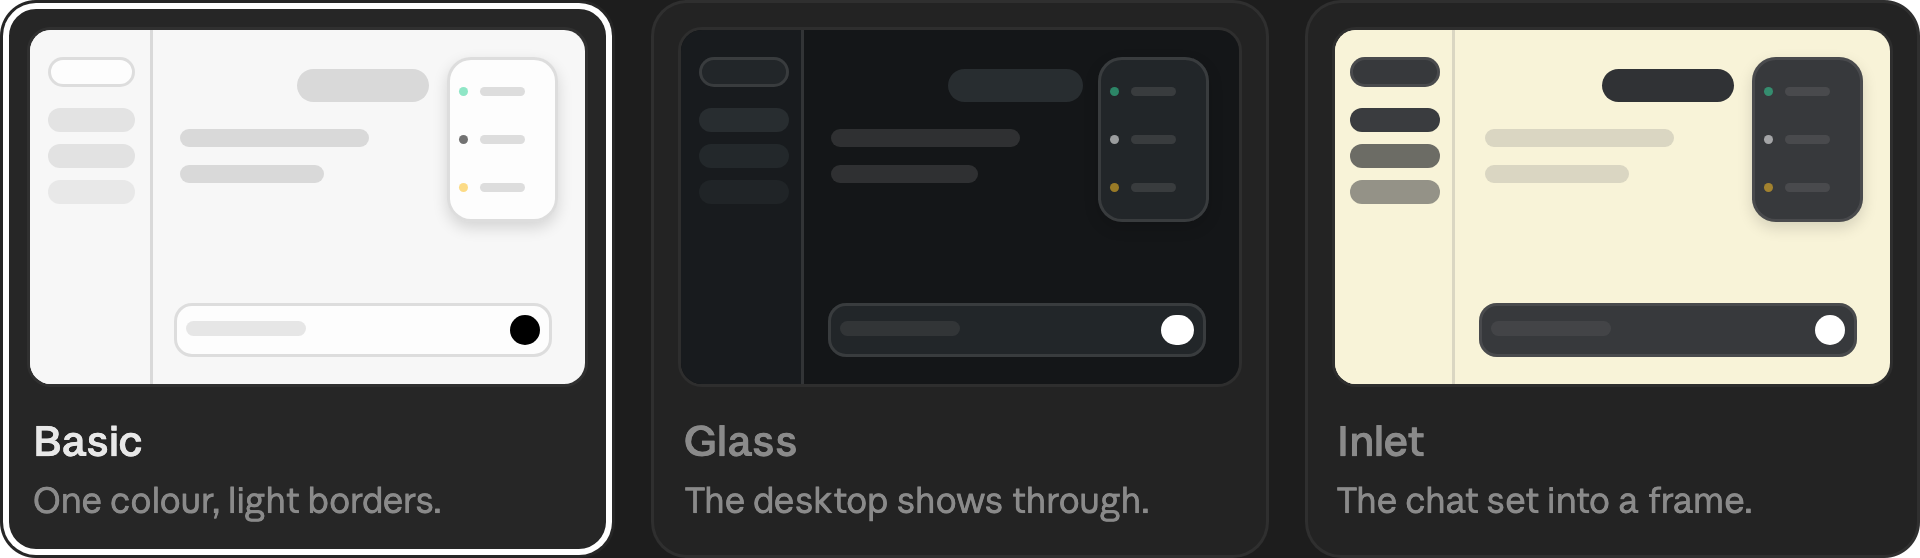 Basic
One colour, light borders.
Glass
The desktop shows through.
Inlet
The chat set into a frame.